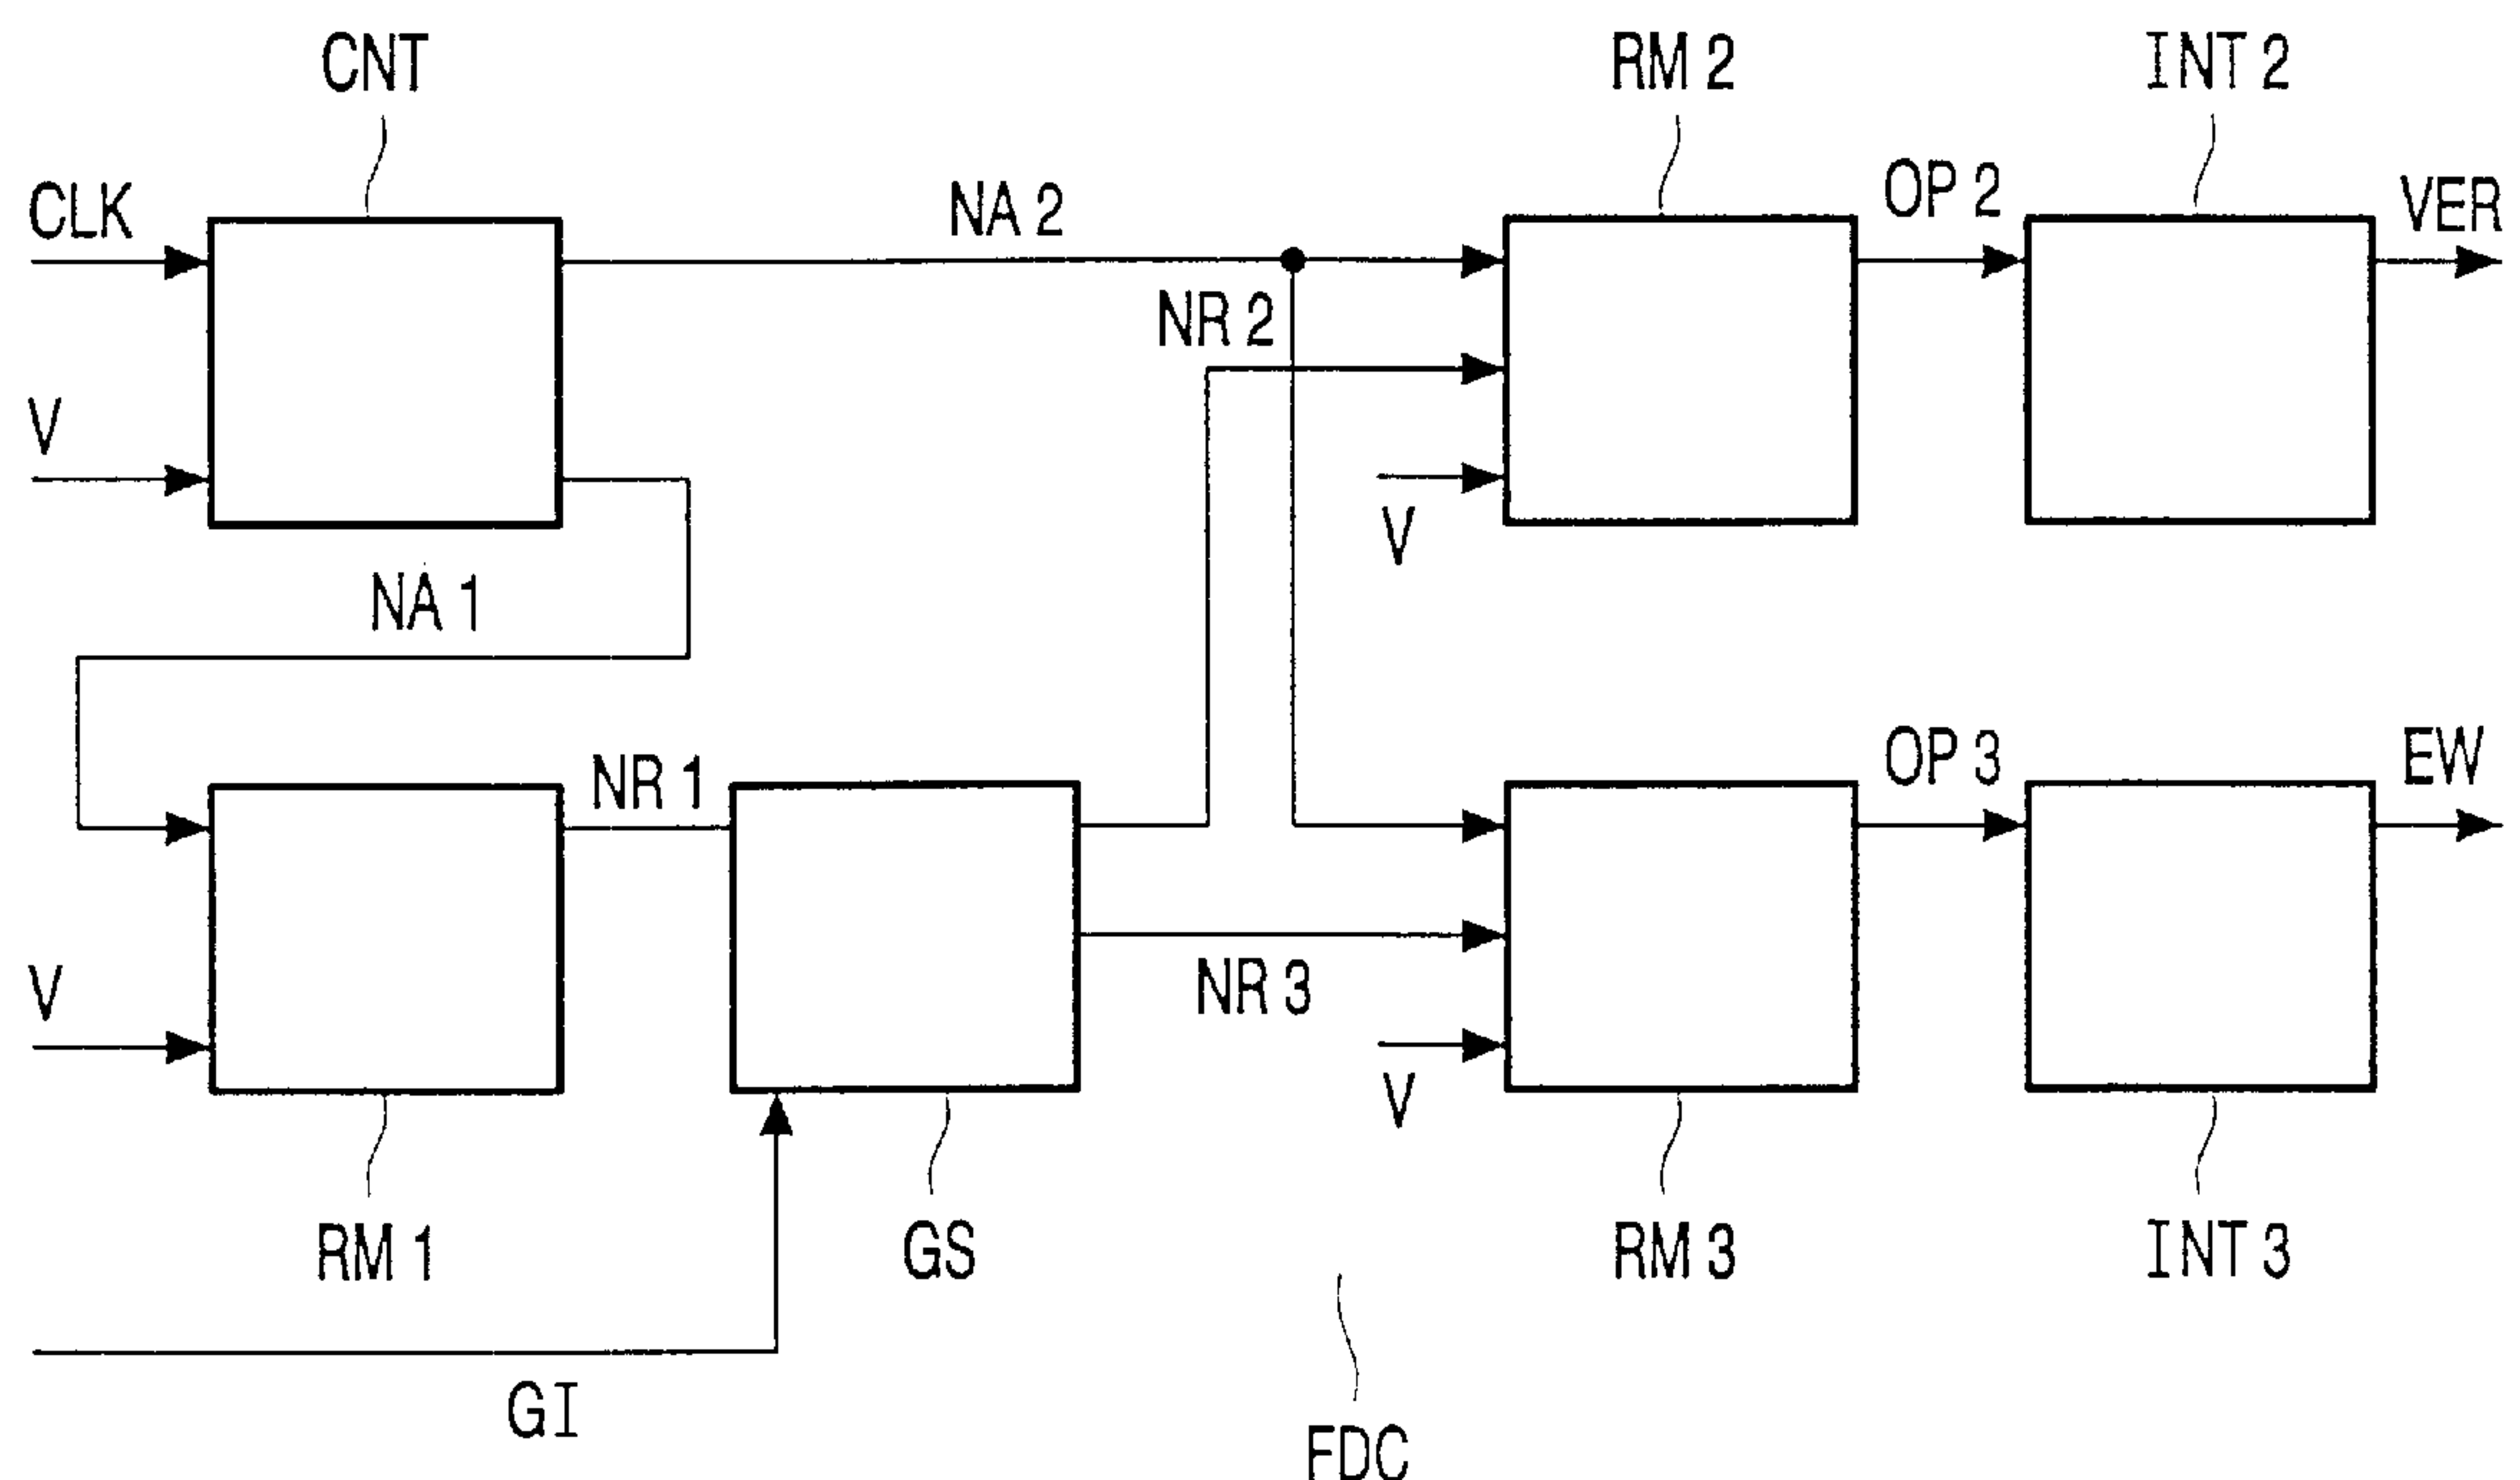 CNT
RM 2
INT 2
CLK
NA 2
OP 2
VER
NR 2
V
V
NA 1
NR 1
OP 3
EW
V
NR 3
V
RM 1
GS
RM 3
INT 3
GI
FDC